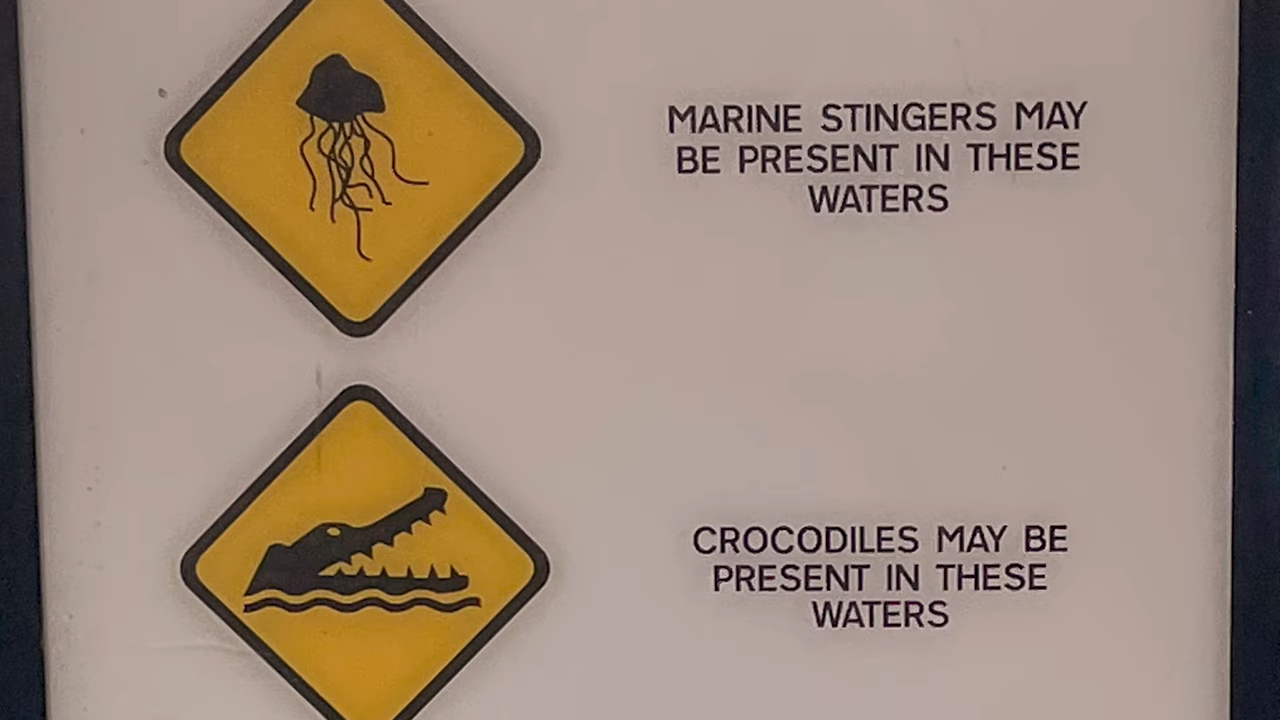 MARINE STINGERS MAY
BE PRESENT IN THESE
WATERS
CROCODILES MAY BE
PRESENT IN THESE
WATERS